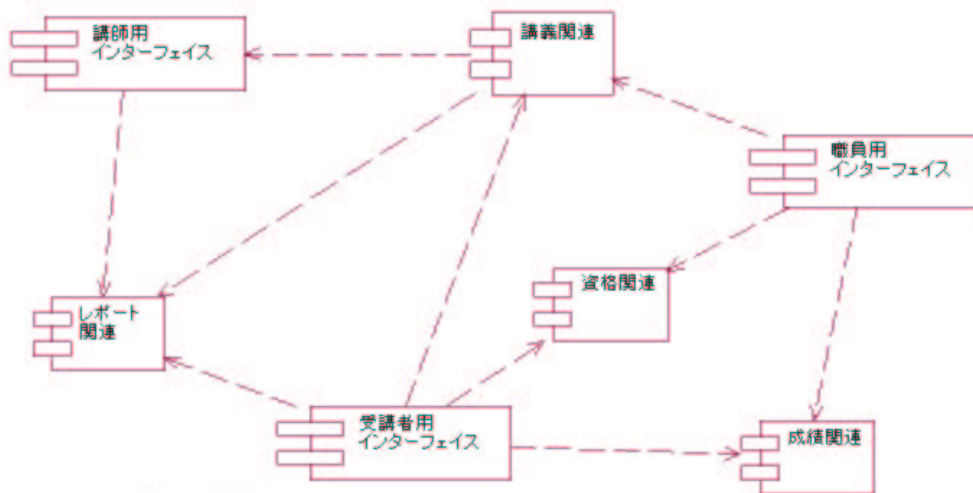 講師用
インターフェイス
講義関連
職員用
インターフェイス
資格関連
レポート
関連
受講者用
インターフェイス
成績関連